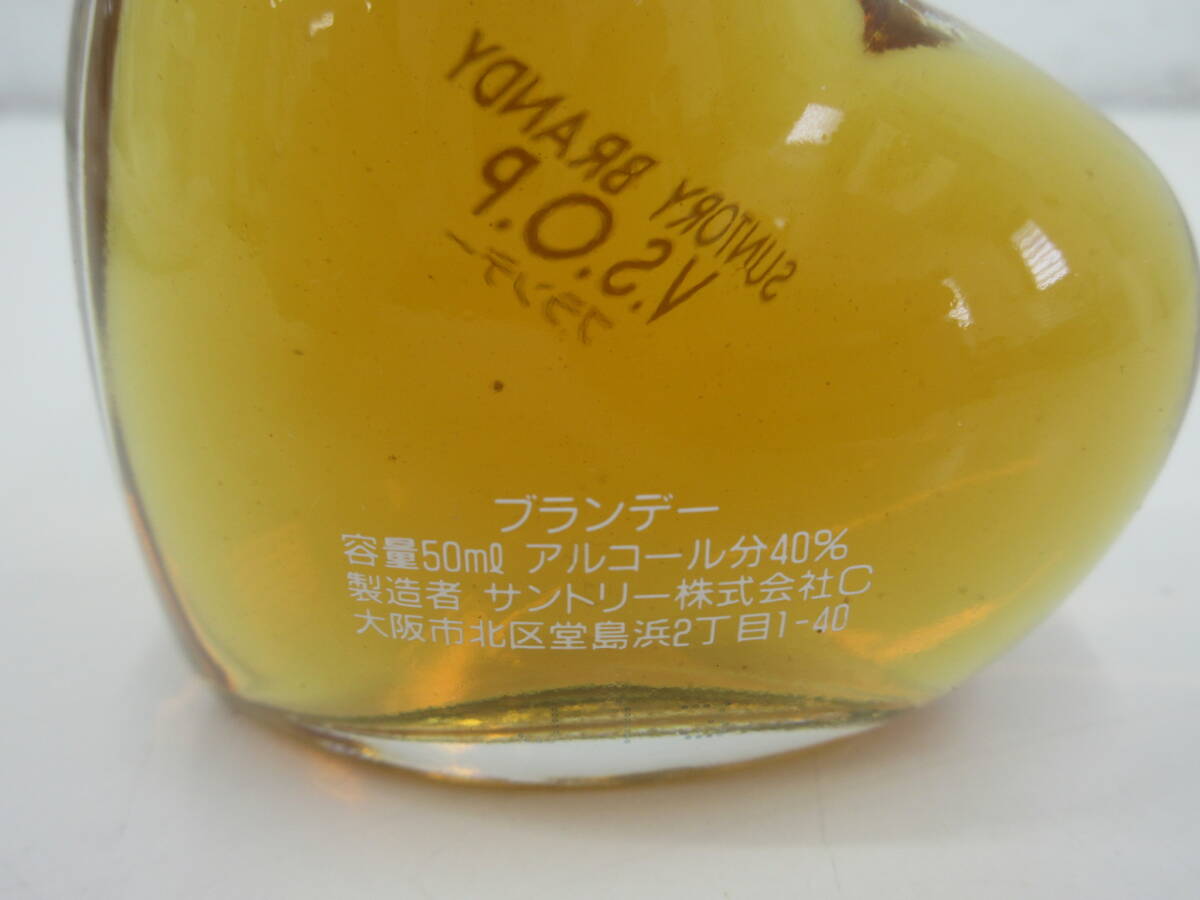 SUNTORY BRANDY
V.S.O.P.
ブランデー
ブランデー
容量50ml アルコール分40%
製造者 サントリー株式会社C
大阪市北区堂島浜2丁目1-40